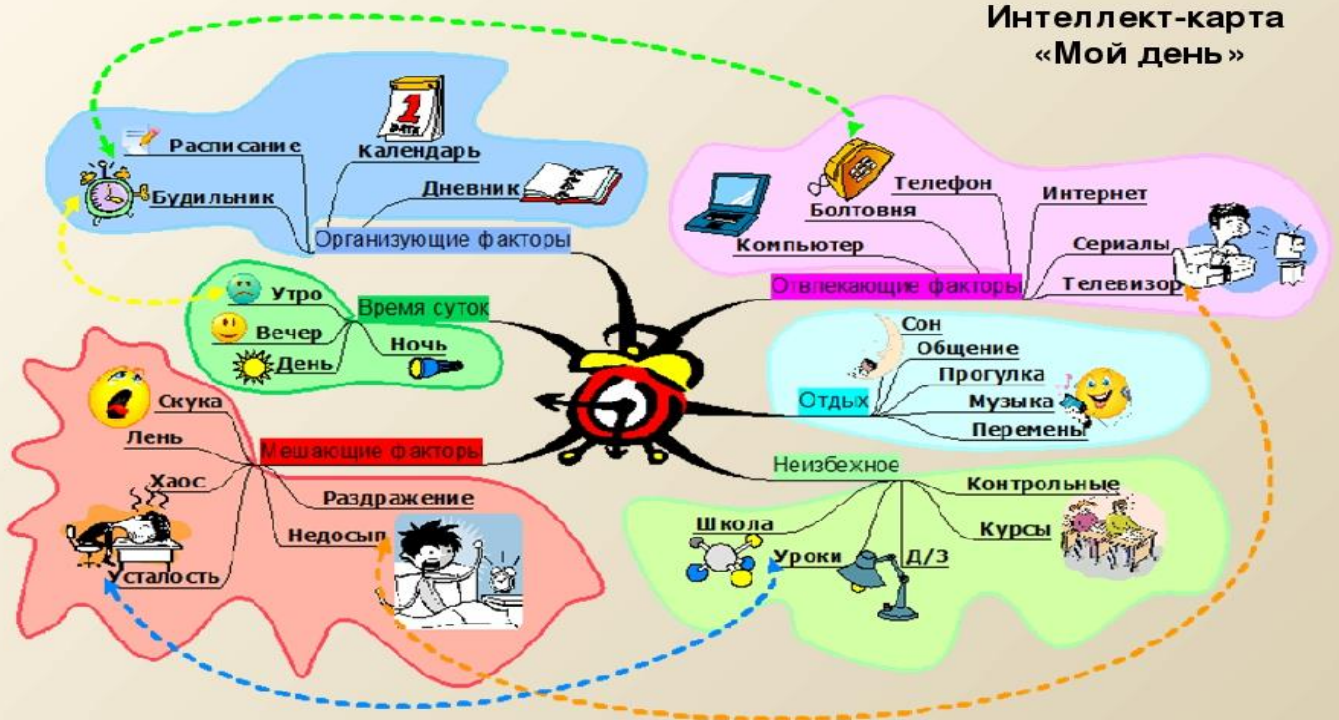 Интеллект-карта
«Мой день»
Расписание
Календарь
Будильник
Дневник
Организующие факторы
1
Телефон
Интернет
Болтовня
Компьютер
Сериалы
Телевизор
Отвлекающие факторы
Утро
Время суток
Вечер
Ночь
День
Сон
Общение
Прогулка
Отдых
Музыка
Перемены
Скука
Лень
Мешающие факторы
Хаос
Раздражение
Недосып
Усталость
Неизбежное
Контрольные
Школа
Курсы
Уроки
Д/З